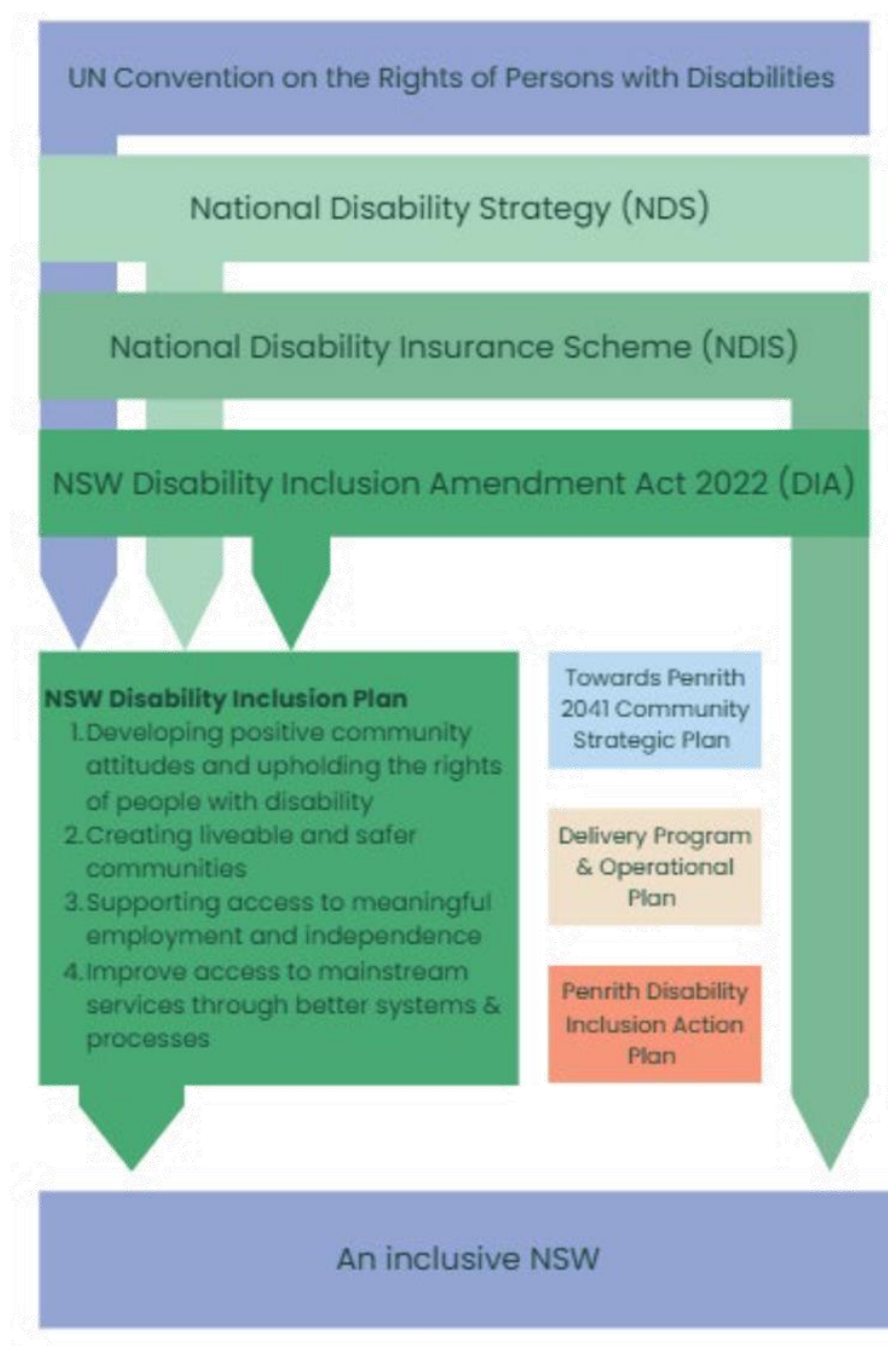 UN Convention on the Rights of Persons with Disabilities
National Disability Strategy (NDS)
National Disability Insurance Scheme (NDIS)
NSW Disability Inclusion Amendment Act 2022 (DIA)
NSW Disability Inclusion Plan
1. Developing positive community
attitudes and upholding the rights
of people with disability
2. Creating liveable and safer
communities
3. Supporting access to meaningful
employment and independence
4. Improve access to mainstream
services through better systems &
processes
Towards Penrith
2041 Community
Strategic Plan
Delivery Program
& Operational
Plan
Penrith Disability
Inclusion Action
Plan
An inclusive NSW